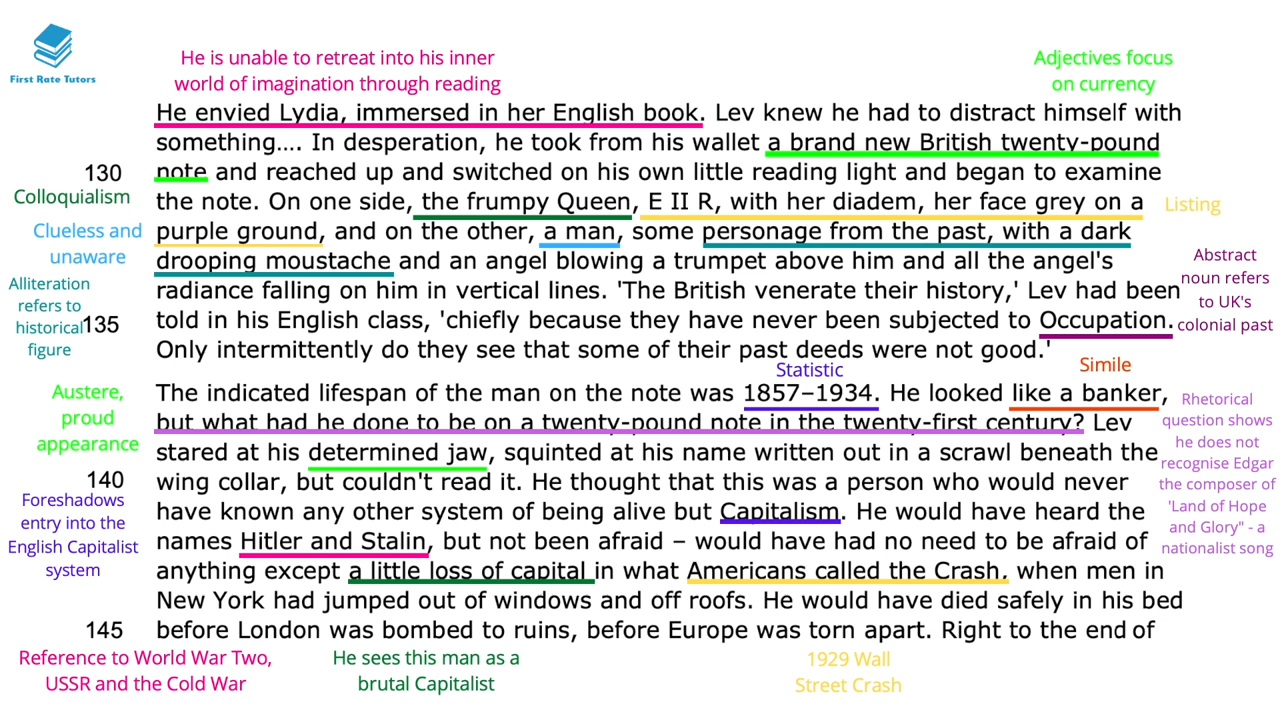 First Rate Tutors
He is unable to retreat into his inner
world of imagination through reading
Adjectives focus
on currency
He envied Lydia, immersed in her English book. Lev knew he had to distract himself with
something.... In desperation, he took from his wallet a brand new British twenty-pound
130
note and reached up and switched on his own little reading light and began to examine
Colloquialism
the note. On one side, the frumpy Queen, E II R, with her diadem, her face grey on a
Listing
Clueless and
unaware
purple ground, and on the other, a man, some personage from the past, with a dark
drooping moustache and an angel blowing a trumpet above him and all the angel's
Abstract
noun refers
to UK's
colonial past
Alliteration
refers to
historical
figure
radiance falling on him in vertical lines. 'The British venerate their history,' Lev had been
135
told in his English class, 'chiefly because they have never been subjected to Occupation.
Only intermittently do they see that some of their past deeds were not good.'
Statistic
Simile
Austere,
proud
appearance
The indicated lifespan of the man on the note was 1857–1934. He looked like a banker,
but what had he done to be on a twenty-pound note in the twenty-first century? Lev
Rhetorical
question shows
he does not
recognise Edgar
the composer of
'Land of Hope
and Glory" - a
nationalist song
stared at his determined jaw, squinted at his name written out in a scrawl beneath the
140
wing collar, but couldn't read it. He thought that this was a person who would never
Foreshadows
entry into the
English Capitalist
system
have known any other system of being alive but Capitalism. He would have heard the
names Hitler and Stalin, but not been afraid – would have had no need to be afraid of
anything except a little loss of capital in what Americans called the Crash, when men in
New York had jumped out of windows and off roofs. He would have died safely in his bed
145
before London was bombed to ruins, before Europe was torn apart. Right to the end of
Reference to World War Two,
USSR and the Cold War
He sees this man as a
brutal Capitalist
1929 Wall
Street Crash